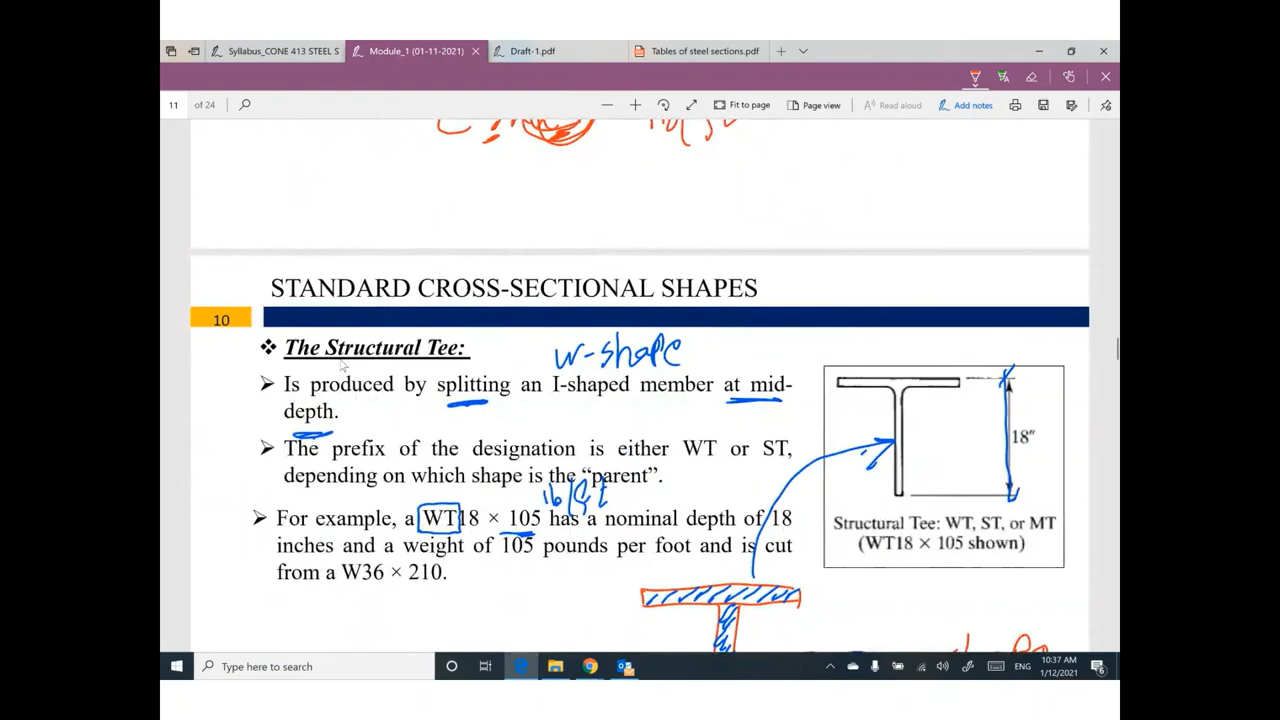 Syllabus_CONE 413 STEEL S
Module_1 (01-11-2021)
Draft-1.pdf
Tables of steel sections.pdf
11 of 24
Fit to page
Page view
Read aloud
Add notes
STANDARD CROSS-SECTIONAL SHAPES
10
❖ The Structural Tee:
w-shape
➢ Is produced by splitting an I-shaped member at mid-
depth.
➢ The prefix of the designation is either WT or ST,
depending on which shape is the “parent”.
lb/ft
➢ For example, a WT18 × 105 has a nominal depth of 18
inches and a weight of 105 pounds per foot and is cut
from a W36 × 210.
18″
Structural Tee: WT, ST, or MT
(WT18 × 105 shown)
Type here to search
ENG
10:37 AM
1/12/2021
6